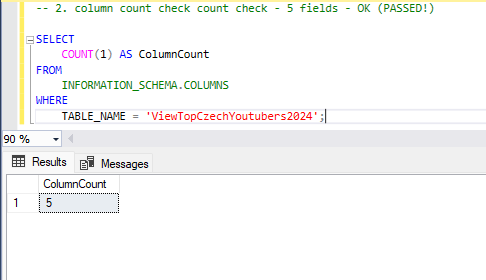 -- 2. column count check count check - 5 fields - OK (PASSED!)
SELECT
COUNT(1) AS ColumnCount
FROM
INFORMATION_SCHEMA.COLUMNS
WHERE
TABLE_NAME = 'ViewTopCzechYoutubers2024';
90 %
Results Messages
ColumnCount
1 5